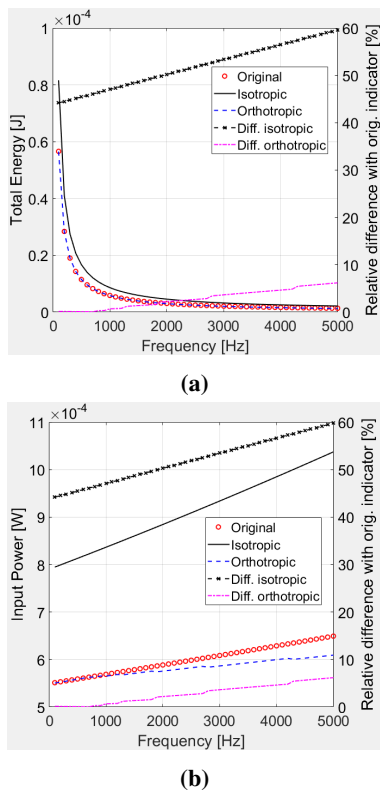 ×10⁻⁴
1
0.8
0.6
0.4
0.2
0
Total Energy [J]
60
50
40
30
20
10
0
Relative difference with orig. indicator [%]
Original
Isotropic
Orthotropic
Diff. isotropic
Diff. orthotropic
0 1000 2000 3000 4000 5000
Frequency [Hz]
(a)
×10⁻⁴
11
10
9
8
7
6
5
Input Power [W]
60
50
40
30
20
10
0
Relative difference with orig. indicator [%]
Original
Isotropic
Orthotropic
Diff. isotropic
Diff. orthotropic
0 1000 2000 3000 4000 5000
Frequency [Hz]
(b)